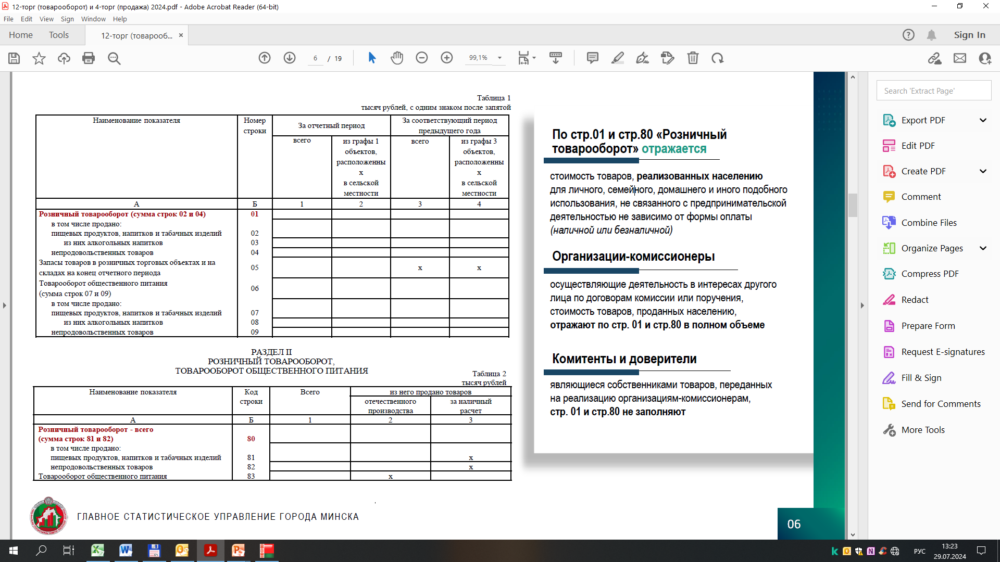 12-торг (товарооборот) и 4-торг (продажа) 2024.pdf - Adobe Acrobat Reader (64-bit)
File Edit View Sign Window Help
Home Tools 12-торг (товарооб... × Sign In
6 / 19 99,1%
Таблица 1
тысяч рублей, с одним знаком после запятой
Наименование показателя
Номер
строки
За отчетный период
За соответствующий период
предыдущего года
всего
из графы 1
объектов,
расположенны
х
в сельской
местности
всего
из графы 3
объектов,
расположенны
х
в сельской
местности
А Б 1 2 3 4
Розничный товарооборот (сумма строк 02 и 04) 01
в том числе продано:
пищевых продуктов, напитков и табачных изделий 02
из них алкогольных напитков 03
непродовольственных товаров 04
Запасы товаров в розничных торговых объектах и на
складах на конец отчетного периода 05 х х
Товарооборот общественного питания
(сумма строк 07 и 09) 06
в том числе продано:
пищевых продуктов, напитков и табачных изделий 07
из них алкогольных напитков 08
непродовольственных товаров 09
РАЗДЕЛ II
РОЗНИЧНЫЙ ТОВАРООБОРОТ,
ТОВАРООБОРОТ ОБЩЕСТВЕННОГО ПИТАНИЯ
Таблица 2
тысяч рублей
Наименование показателя
Код
строки
Всего
из него продано товаров
отечественного
производства
за наличный
расчет
А Б 1 2 3
Розничный товарооборот - всего
(сумма строк 81 и 82) 80
в том числе продано:
пищевых продуктов, напитков и табачных изделий 81 х
непродовольственных товаров 82 х
Товарооборот общественного питания 83 х
ГЛАВНОЕ СТАТИСТИЧЕСКОЕ УПРАВЛЕНИЕ ГОРОДА МИНСКА
По стр.01 и стр.80 «Розничный
товарооборот» отражается
стоимость товаров, реализованных населению
для личного, семейного, домашнего и иного подобного
использования, не связанного с предпринимательской
деятельностью не зависимо от формы оплаты
(наличной или безналичной)
Организации-комиссионеры
осуществляющие деятельность в интересах другого
лица по договорам комиссии или поручения,
стоимость товаров, проданных населению,
отражают по стр. 01 и стр.80 в полном объеме
Комитенты и доверители
являющиеся собственниками товаров, переданных
на реализацию организациям-комиссионерам,
стр. 01 и стр.80 не заполняют
06
Search 'Extract Page'
Export PDF
Edit PDF
Create PDF
Comment
Combine Files
Organize Pages
Compress PDF
Redact
Prepare Form
Request E-signatures
Fill & Sign
Send for Comments
More Tools
РУС
13:23
29.07.2024